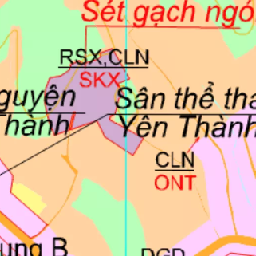 Sét gạch ngó
RSX,CLN
SKX
guyện
hành
Sân thể tha
Yên Thành
CLN
ONT
ung B
DGD